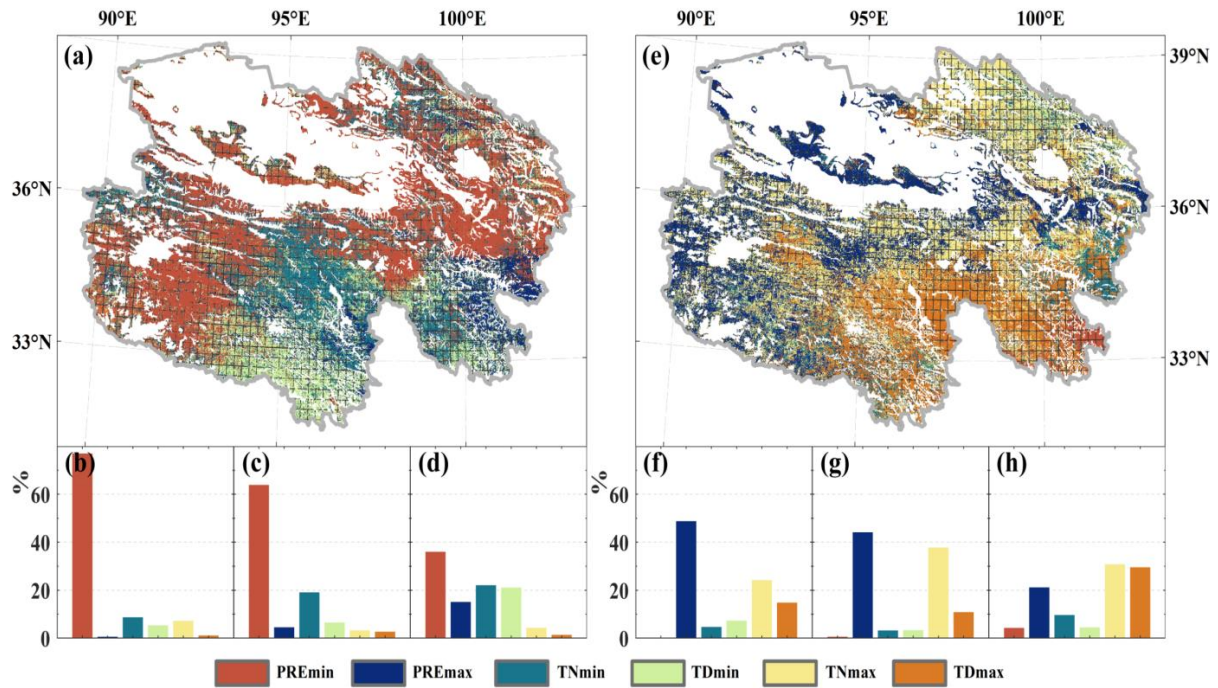 90°E 95°E 100°E 90°E 95°E 100°E
(a) (e) 39°N
36°N 36°N
33°N 33°N
(b) (c) (d) (f) (g) (h)
% %
60 60
40 40
20 20
0 0
PREmin PREmax TNmin TDmin TNmax TDmax